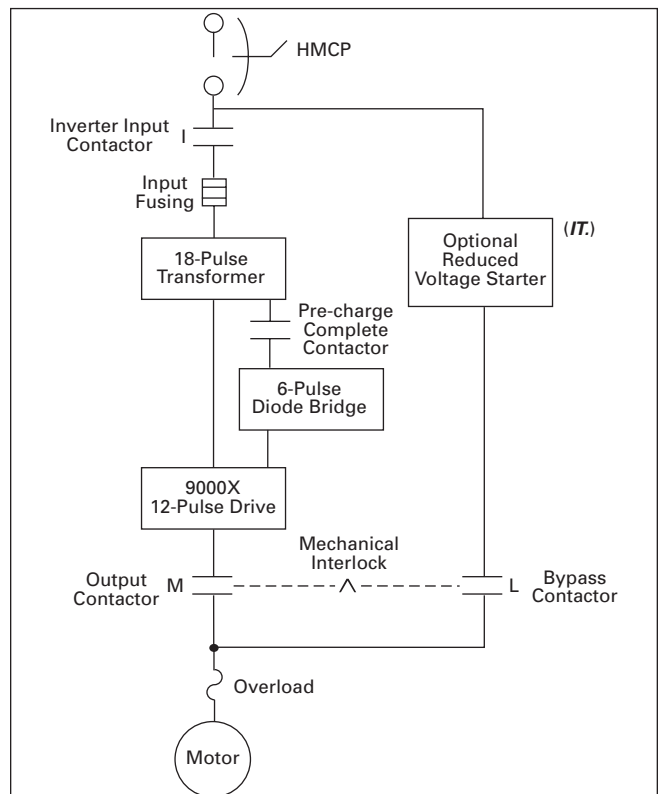 HMCP
Inverter Input
Contactor
I
Input
Fusing
18-Pulse
Transformer
Optional
Reduced
Voltage Starter
(IT.)
Pre-charge
Complete
Contactor
6-Pulse
Diode Bridge
9000X
12-Pulse Drive
Mechanical
Interlock
Output
Contactor
M
L
Bypass
Contactor
Overload
Motor